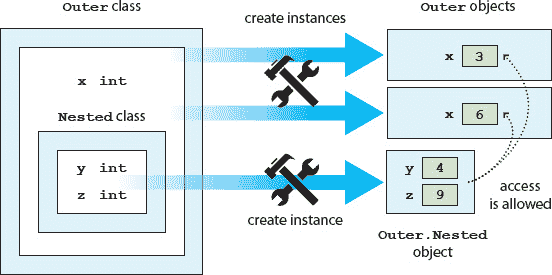 Outer class
x int
Nested class
y int
z int
create instances
create instance
Outer objects
x 3
x 6
y 4
z 9
access
is allowed
Outer.Nested
object